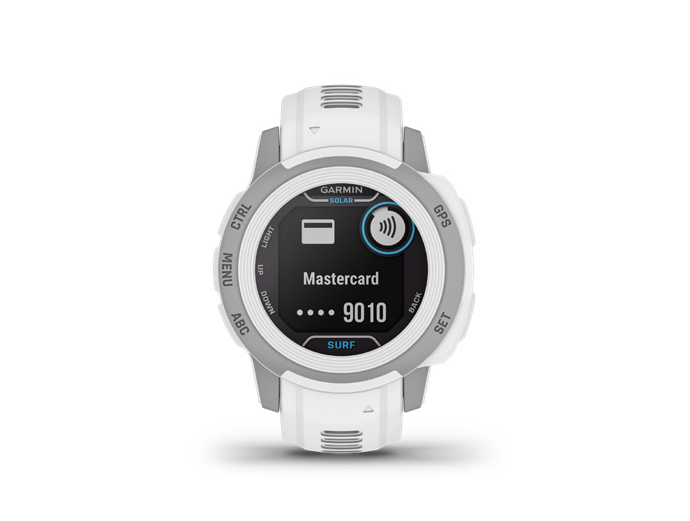 GARMIN
SOLAR
CTRL
GPS
LIGHT
MENU
UP
Mastercard
DOWN
BACK
•••• 9010
ABC
SET
SURF